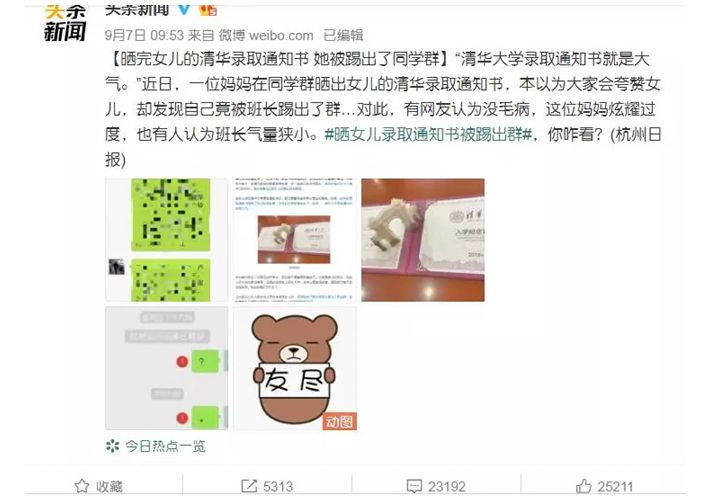 头条新闻
头条
新闻
9月7日 09:53 来自 微博 weibo.com 已编辑
【晒完女儿的清华录取通知书 她被踢出了同学群】“清华大学录取通知书就是大
气。”近日，一位妈妈在同学群晒出女儿的清华录取通知书，本以为大家会夸赞女
儿，却发现自己竟被班长踢出了群…对此，有网友认为没毛病，这位妈妈炫耀过
度，也有人认为班长气量狭小。#晒女儿录取通知书被踢出群#，你咋看？(杭州日
报)
?
友尽
动图
今日热点一览
收藏
5313
23192
25211